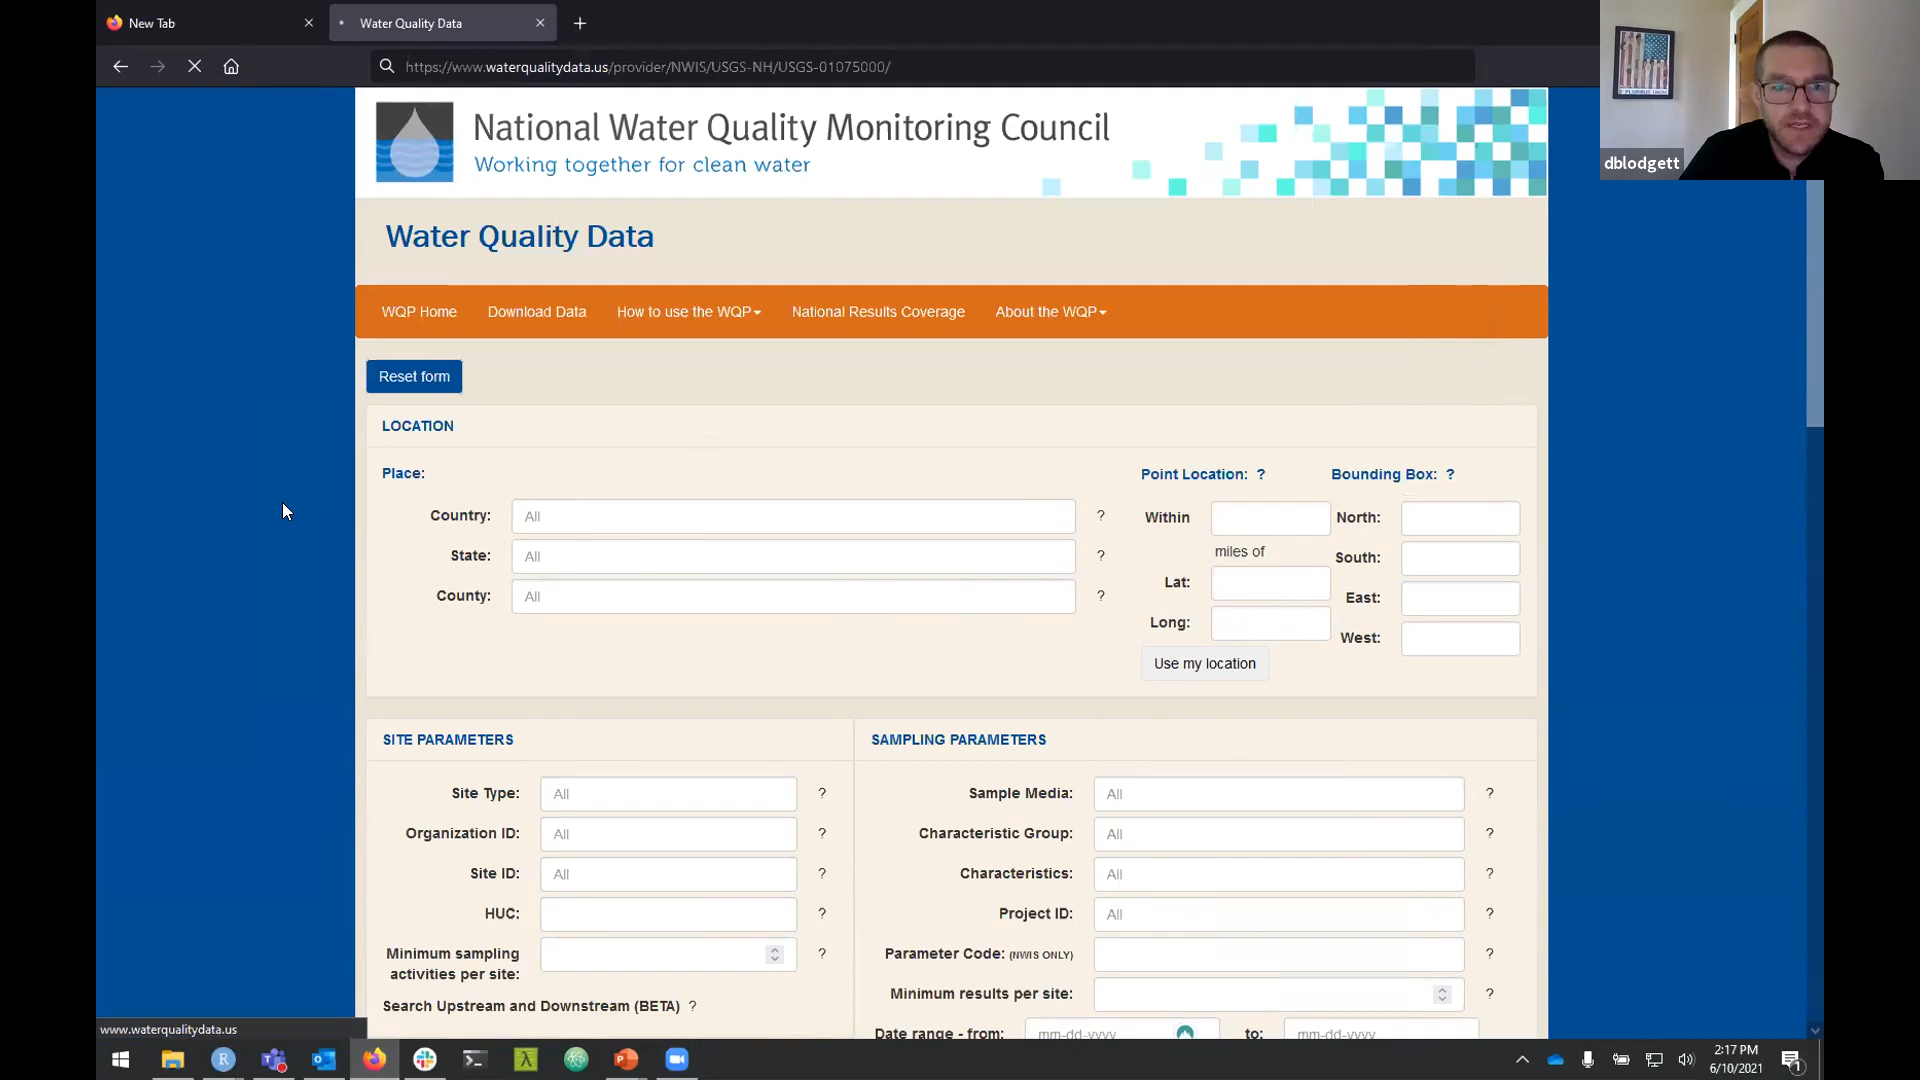 New Tab
Water Quality Data
https://www.waterqualitydata.us/provider/NWIS/USGS-NH/USGS-01075000/
dblodgett
National Water Quality Monitoring Council
Working together for clean water
Water Quality Data
WQP Home Download Data How to use the WQP National Results Coverage About the WQP
Reset form
LOCATION
Place:
Point Location: ? Bounding Box: ?
Country: All ?
State: All ?
County: All ?
Within
miles of
Lat:
Long:
Use my location
North:
South:
East:
West:
SITE PARAMETERS
Site Type: All ?
Organization ID: All ?
Site ID: All ?
HUC: ?
Minimum sampling
activities per site: ?
Search Upstream and Downstream (BETA) ?
SAMPLING PARAMETERS
Sample Media: All ?
Characteristic Group: All ?
Characteristics: All ?
Project ID: All ?
Parameter Code: (NWIS ONLY) ?
Minimum results per site: ?
Date range - from: mm-dd-yyyy to: mm-dd-yyyy
www.waterqualitydata.us
2:17 PM
6/10/2021